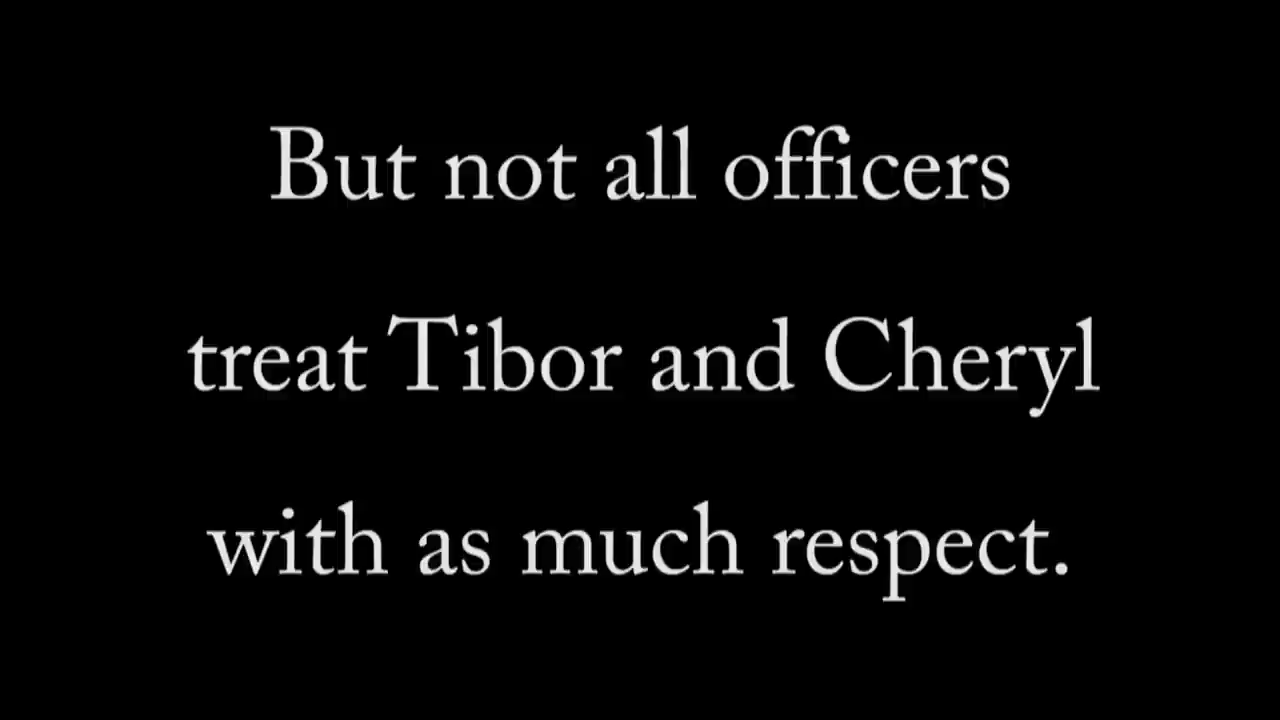 But not all officers
treat Tibor and Cheryl
with as much respect.